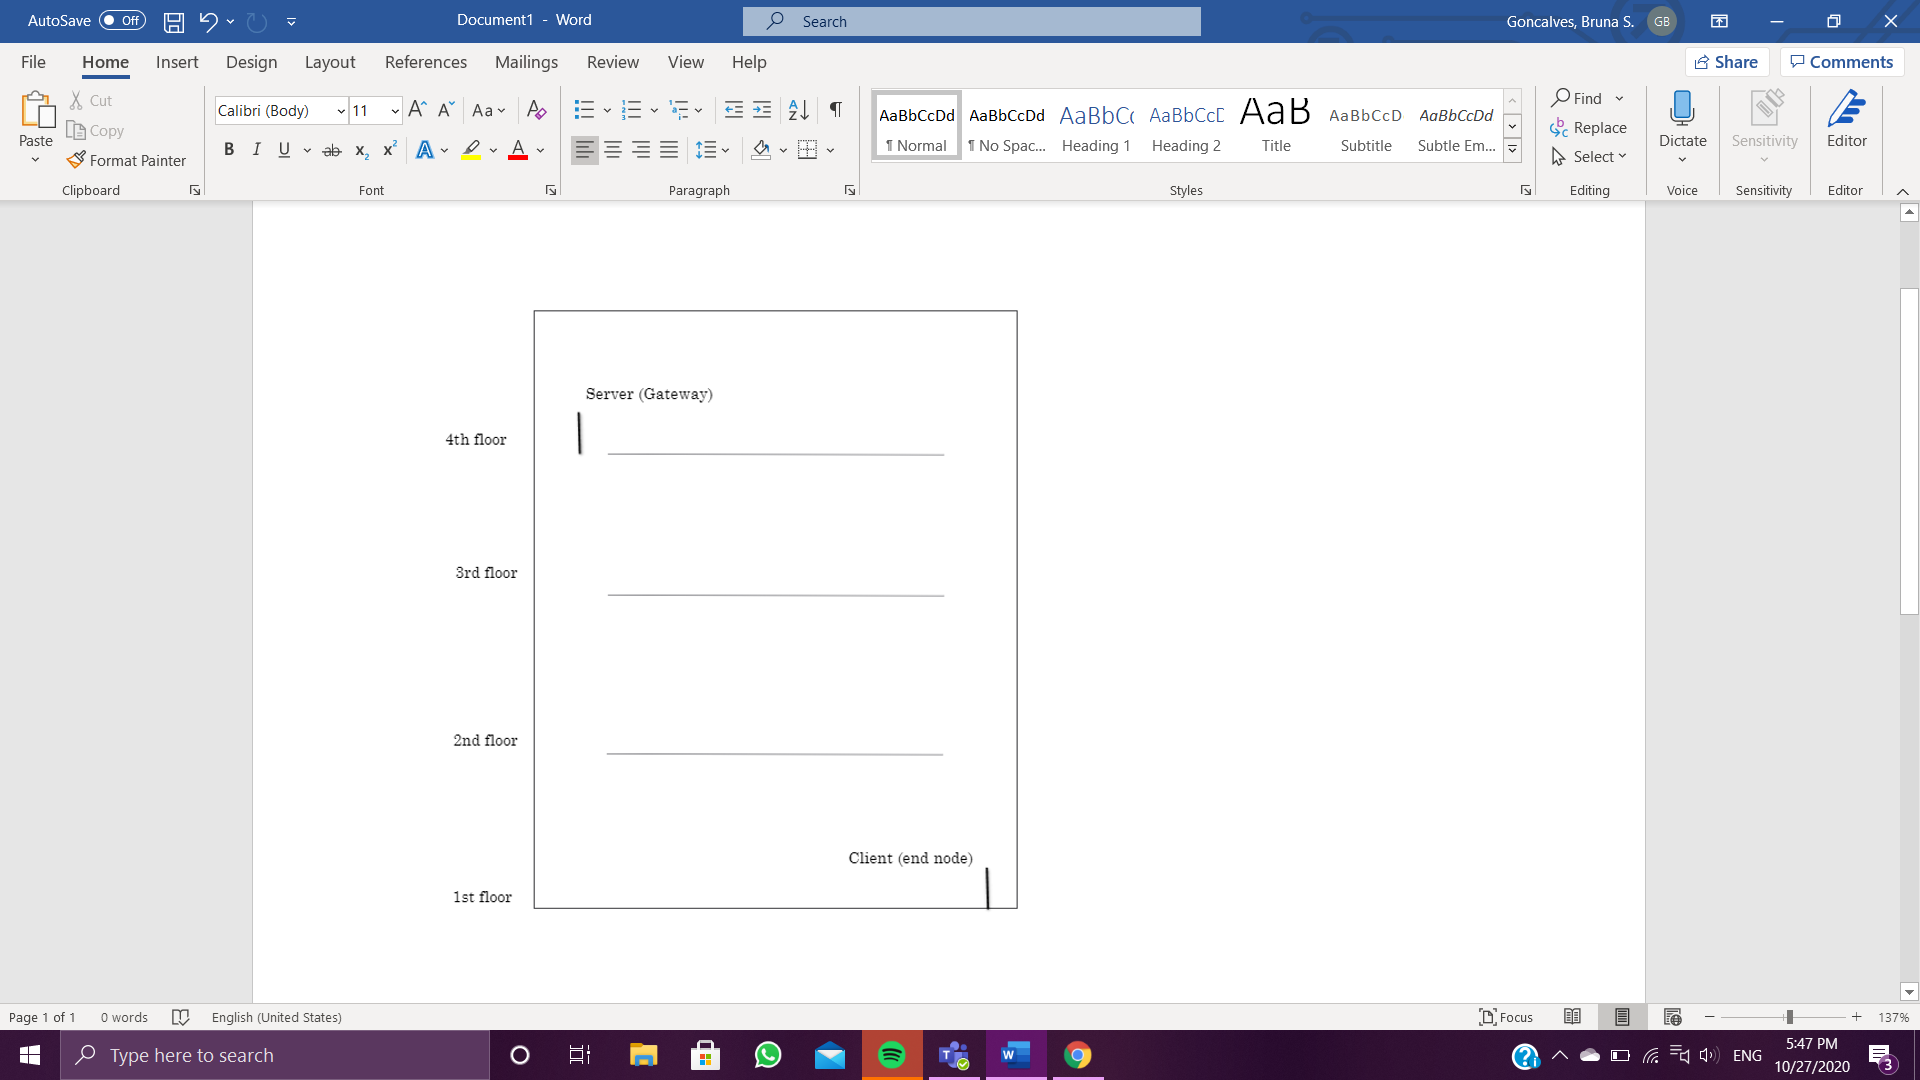 AutoSave Off Document1 - Word Search Goncalves, Bruna S. GB
File Home Insert Design Layout References Mailings Review View Help Share Comments
Paste Cut Copy Format Painter Clipboard
Calibri (Body) 11 Aa B I U ab x2 x2 A A Font
Paragraph
AaBbCcDd AaBbCcDd AaBbCc AaBbCcD AaB AaBbCcD AaBbCcDd
¶ Normal ¶ No Spac... Heading 1 Heading 2 Title Subtitle Subtle Em...
Styles
Find Replace Select Editing
Dictate Voice
Sensitivity Sensitivity
Editor Editor
Server (Gateway)
4th floor
3rd floor
2nd floor
Client (end node)
1st floor
Page 1 of 1 0 words English (United States) Focus 137%
Type here to search ENG 5:47 PM
10/27/2020 3